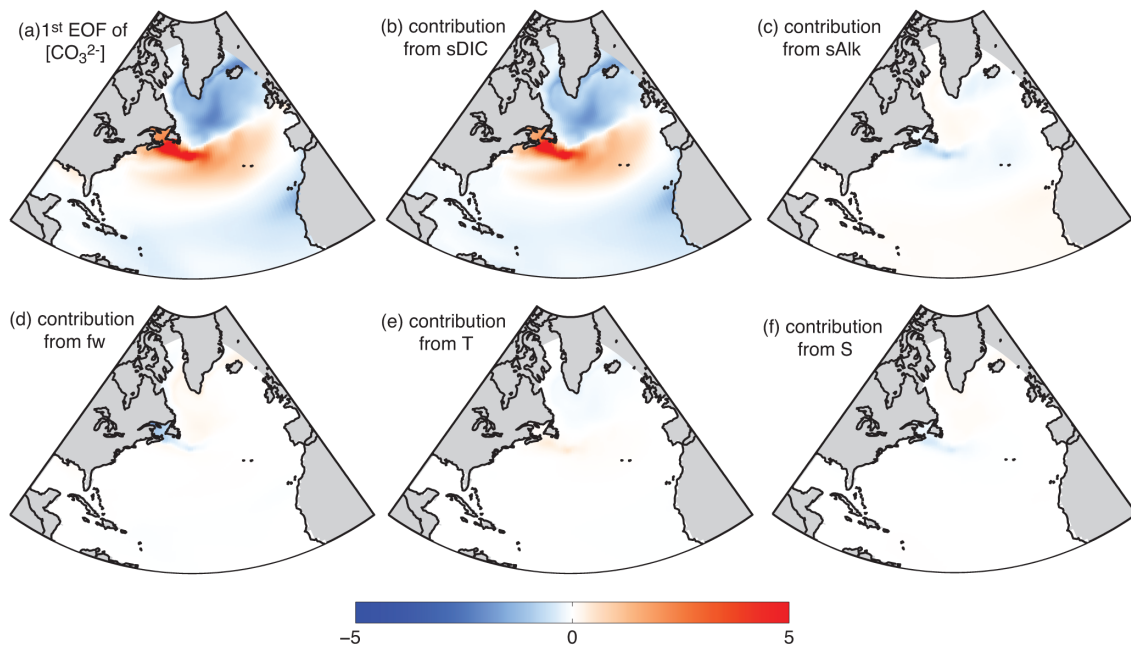 (a)1st EOF of
[CO₃²⁻]
(b) contribution
from sDIC
(c) contribution
from sAlk
(d) contribution
from fw
(e) contribution
from T
(f) contribution
from S
−5
0
5